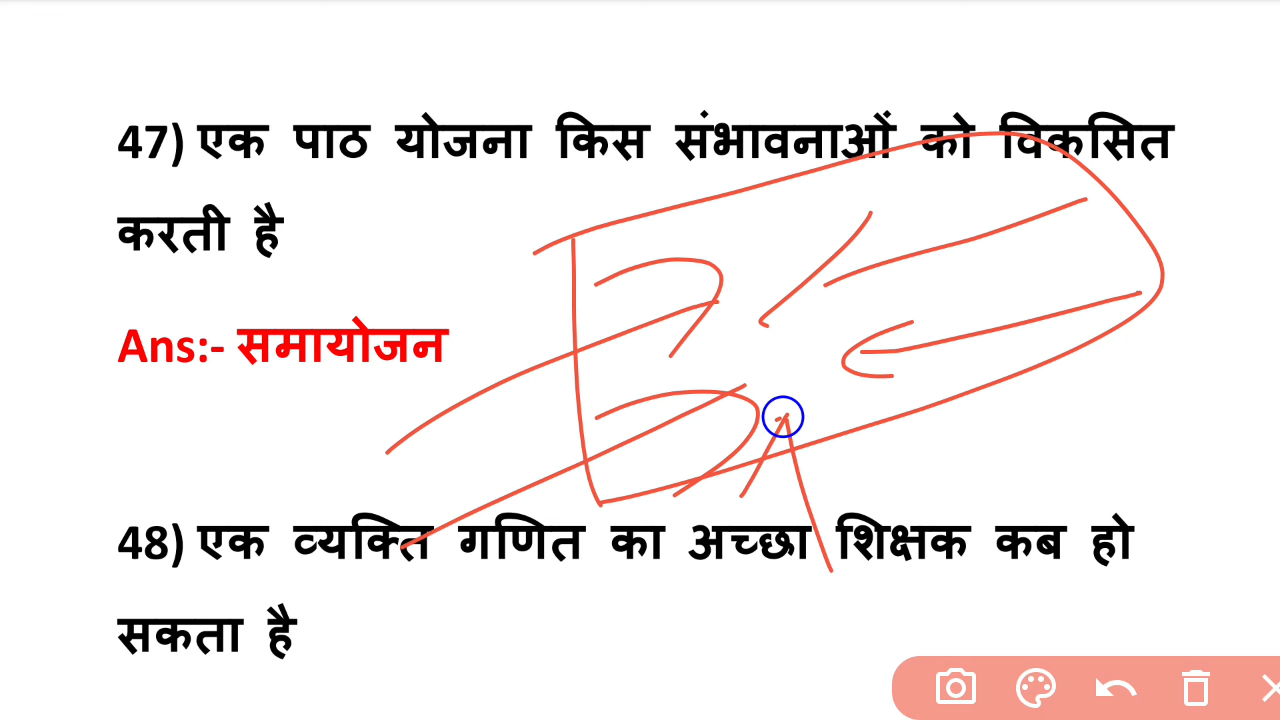 47) एक पाठ योजना किस संभावनाओं को विकसित
करती है
Ans:- समायोजन
48) एक व्यक्ति गणित का अच्छा शिक्षक कब हो
सकता है